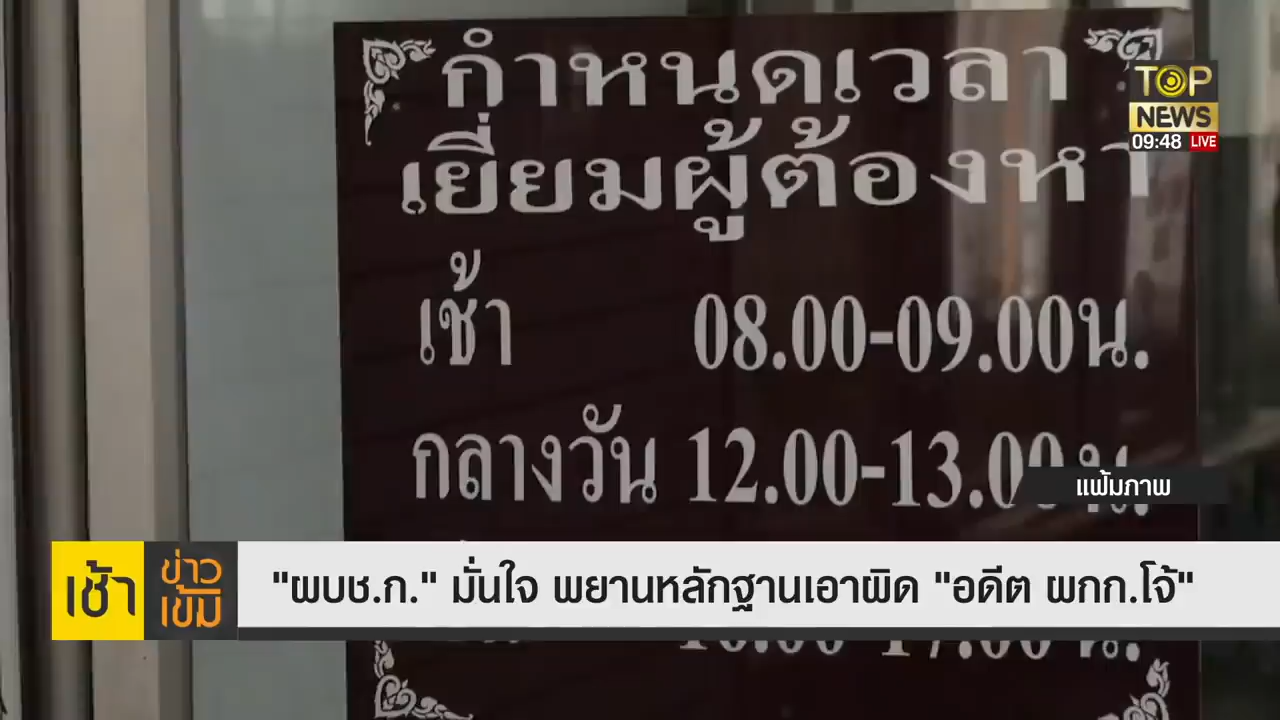 กำหนดเวลา
เยี่ยมผู้ต้องหา
เช้า 08.00-09.00น.
กลางวัน 12.00-13.00น.
TOP
NEWS
09:48 LIVE
แฟ้มภาพ
เช้า ข่าว
เข้ม
"ผบช.ก." มั่นใจ พยานหลักฐานเอาผิด "อดีต ผกก.โจ้"